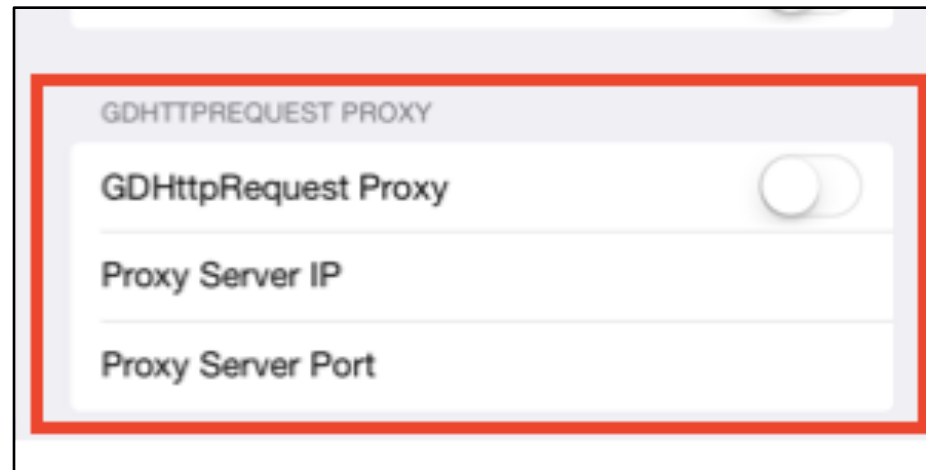 GDHTTPREQUEST PROXY
GDHttpRequest Proxy
Proxy Server IP
Proxy Server Port